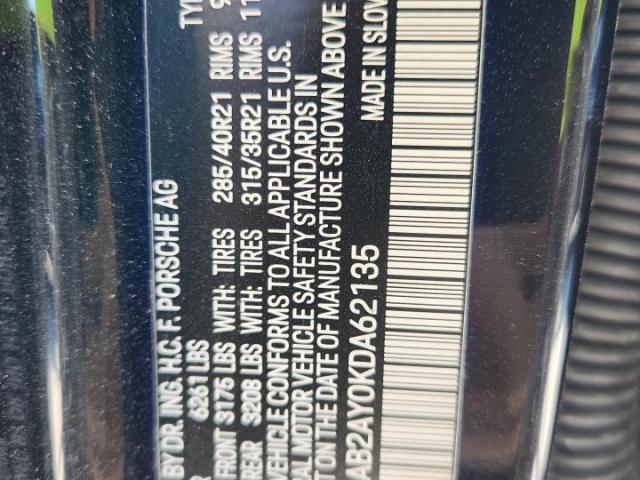 BY DR. ING. H.C. F. PORSCHE AG
6261 LBS
FRONT 3175 LBS WITH: TIRES 285/40R21 RIMS
REAR 3208 LBS WITH: TIRES 315/35R21 RIMS 11
VEHICLE CONFORMS TO ALL APPLICABLE U.S.
MOTOR VEHICLE SAFETY STANDARDS IN
ON THE DATE OF MANUFACTURE SHOWN ABOVE
AB2AY0KDA62135
MADE IN SLOV